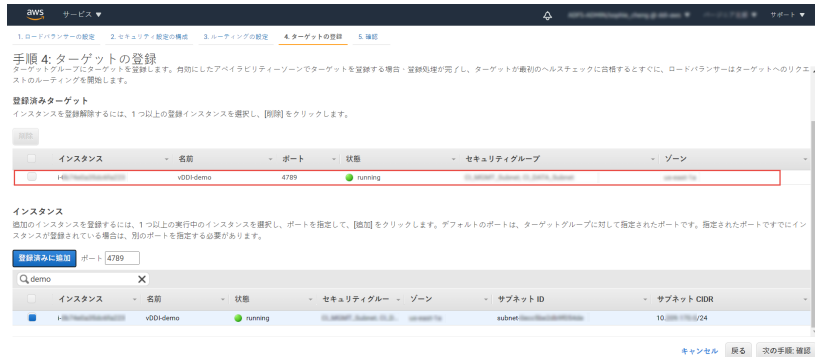 aws サービス サポート
1. ロードバランサーの設定 2. セキュリティ設定の構成 3. ルーティングの設定 4. ターゲットの登録 5. 確認
手順 4: ターゲットの登録
ターゲットグループにターゲットを登録します。有効にしたアベイラビリティーゾーンでターゲットを登録する場合・登録処理が完了し、ターゲットが最初のヘルスチェックに合格するとすぐに、ロードバランサーはターゲットへのリクエ
ストのルーティングを開始します。
登録済みターゲット
インスタンスを登録解除するには、1 つ以上の登録インスタンスを選択し、[削除] をクリックします。
インスタンス 名前 ポート 状態 セキュリティグループ ゾーン
vDDI-demo 4789 running
インスタンス
追加のインスタンスを登録するには、1 つ以上の実行中のインスタンスを選択し、ポートを指定して、[追加] をクリックします。デフォルトのポートは、ターゲットグループに対して指定されたポートです。指定されたポートですでにイン
スタンスが登録されている場合は、別のポートを指定する必要があります。
登録済みに追加 ポート 4789
demo
インスタンス 名前 状態 セキュリティグルー ゾーン サブネット ID サブネット CIDR
vDDI-demo running subnet 10. /24
キャンセル 戻る 次の手順: 確認